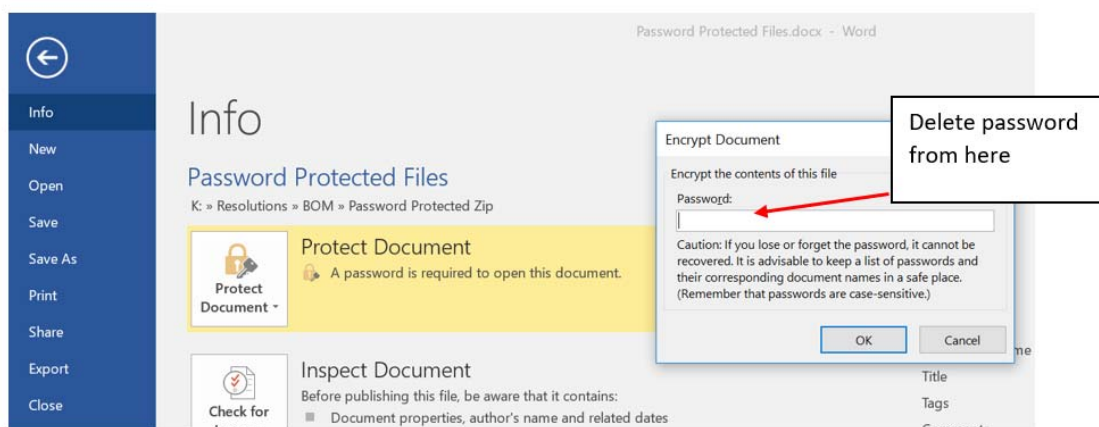 Password Protected Files.docx - Word
Info
New
Open
Save
Save As
Print
Share
Export
Close
Info
Password Protected Files
K: » Resolutions » BOM » Password Protected Zip
Protect Document
Protect Document
A password is required to open this document.
Check for
Inspect Document
Before publishing this file, be aware that it contains:
Document properties, author's name and related dates
Encrypt Document
Encrypt the contents of this file
Password:
Caution: If you lose or forget the password, it cannot be
recovered. It is advisable to keep a list of passwords and
their corresponding document names in a safe place.
(Remember that passwords are case-sensitive.)
OK
Cancel
Delete password
from here
Title
Tags